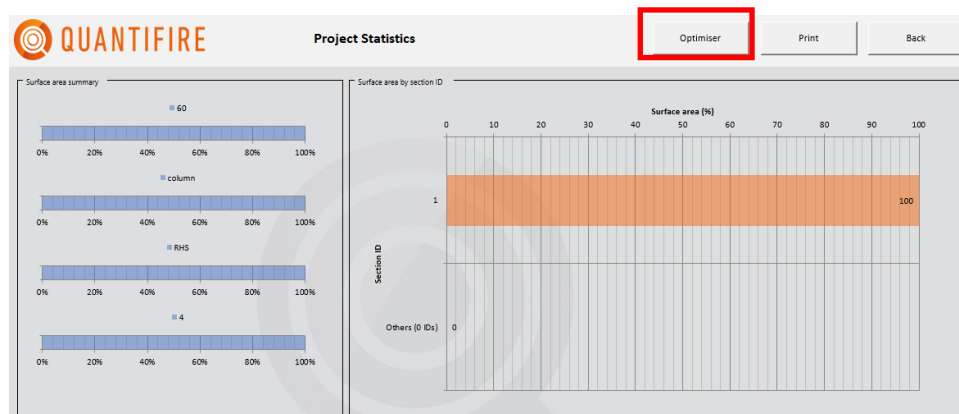 QUANTIFIRE
Project Statistics
Optimiser
Print
Back
Surface area summary
60
0% 20% 40% 60% 80% 100%
column
0% 20% 40% 60% 80% 100%
RHS
0% 20% 40% 60% 80% 100%
4
0% 20% 40% 60% 80% 100%
Surface area by section ID
Surface area (%)
0 10 20 30 40 50 60 70 80 90 100
1
100
Section ID
Others (0 IDs)
0